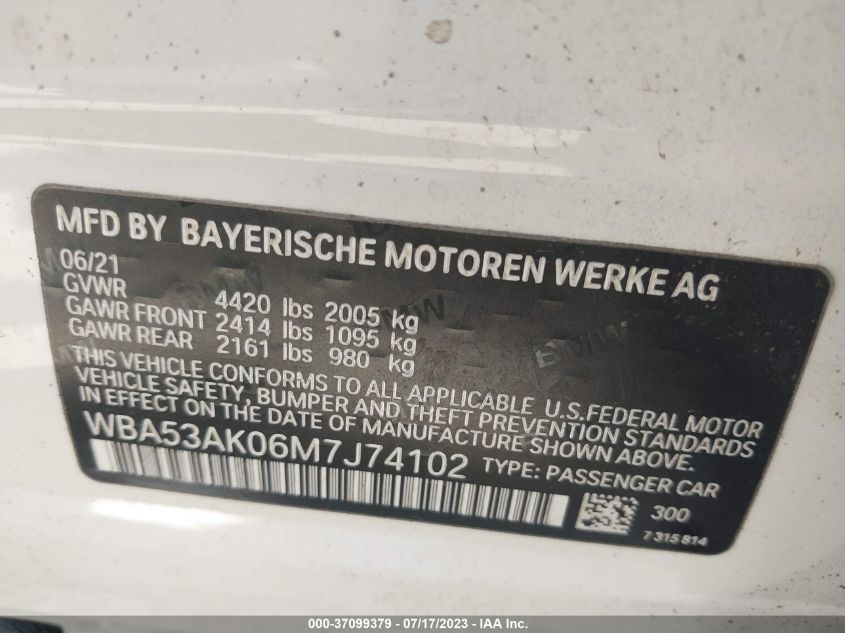 MFD BY BAYERISCHE MOTOREN WERKE AG
06/21
GVWR 4420 lbs 2005 kg
GAWR FRONT 2414 lbs 1095 kg
GAWR REAR 2161 lbs 980 kg
THIS VEHICLE CONFORMS TO ALL APPLICABLE U.S.FEDERAL MOTOR
VEHICLE SAFETY, BUMPER AND THEFT PREVENTION STANDARDS
IN EFFECT ON THE DATE OF MANUFACTURE SHOWN ABOVE.
WBA53AK06M7J74102 TYPE: PASSENGER CAR
300
7 315 814
000-37099379 - 07/17/2023 - IAA Inc.